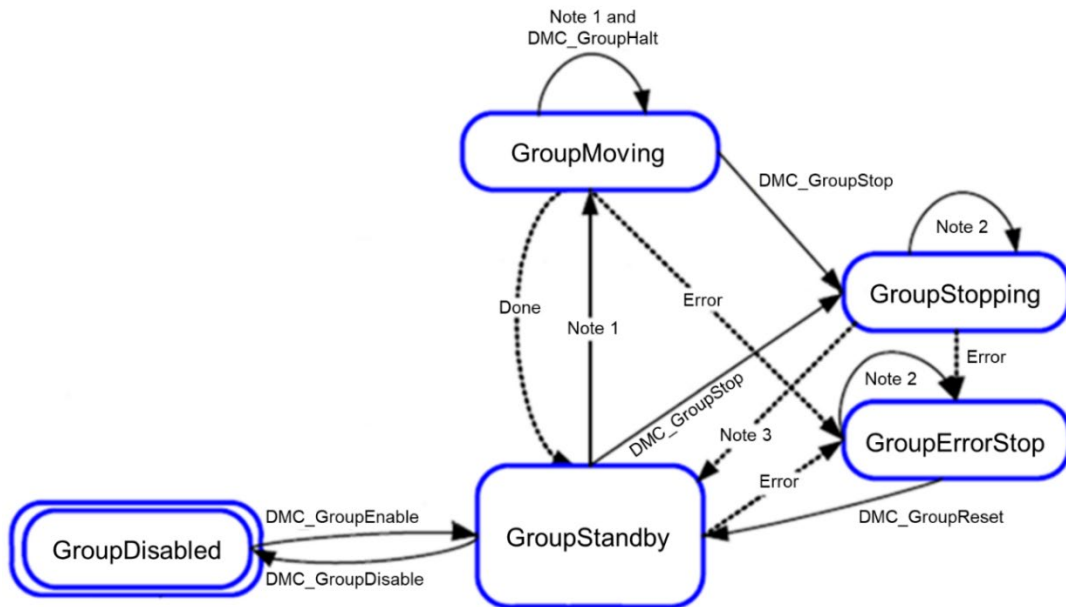 Note 1 and
DMC_GroupHalt
GroupMoving
DMC_GroupStop
Note 2
GroupStopping
Done
Error
Note 1
Error
Note 2
DMC_GroupStop
Note 3
GroupErrorStop
Error
DMC_GroupReset
DMC_GroupEnable
GroupStandby
GroupDisabled
DMC_GroupDisable